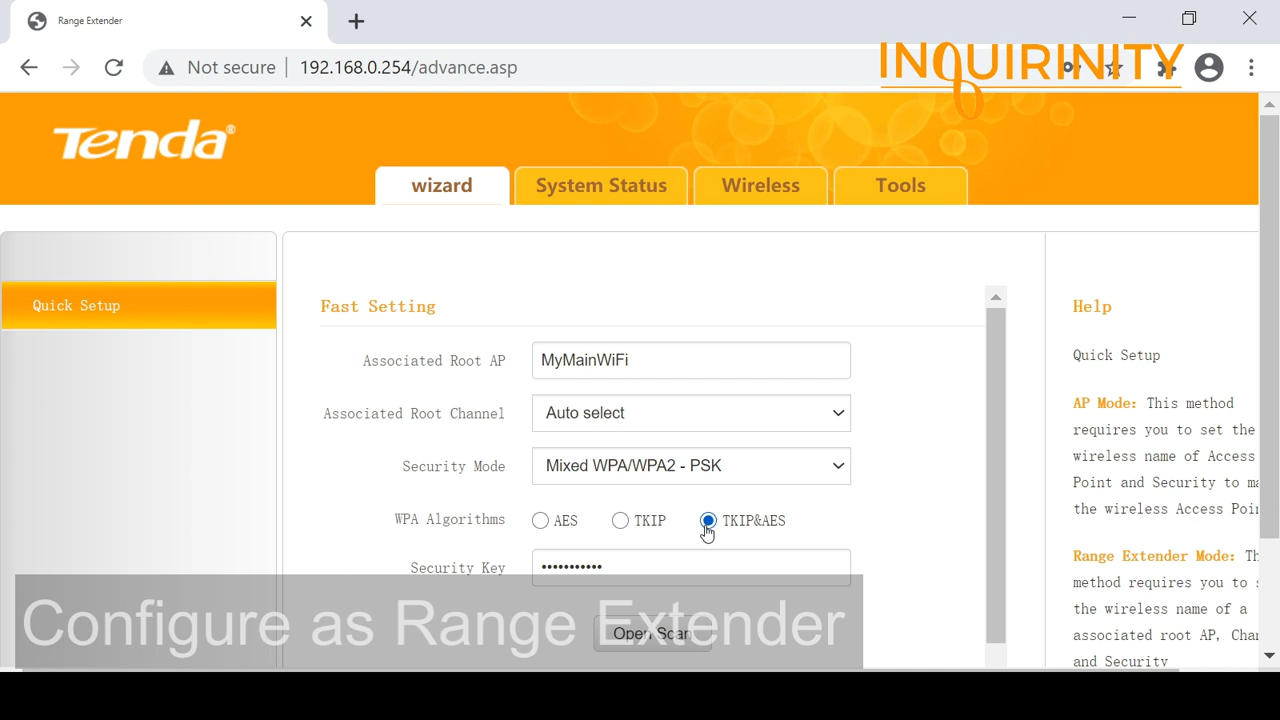 Range Extender
INQUIRINITY
Not secure
192.168.0.254/advance.asp
Tenda
wizard
System Status
Wireless
Tools
Quick Setup
Fast Setting
Associated Root AP
MyMainWiFi
Associated Root Channel
Auto select
Security Mode
Mixed WPA/WPA2 - PSK
WPA Algorithms
AES
TKIP
TKIP&AES
Security Key
•••••••••••
Open Scan
Configure as Range Extender
Help
Quick Setup
AP Mode: This method
requires you to set the
wireless name of Access
Point and Security to
the wireless Access
Range Extender Mode:
method requires you to
the wireless name of a
associated root AP,
and Security